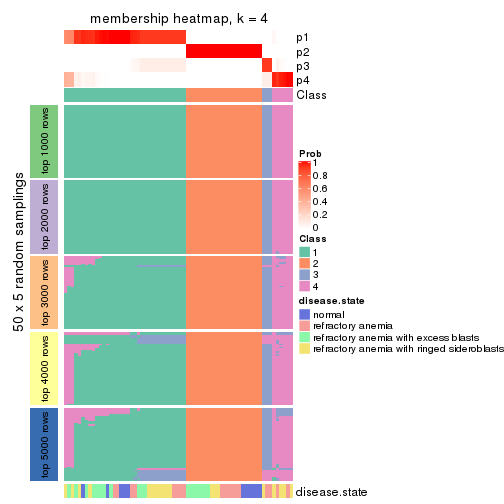 membership heatmap, k = 4
p1
p2
p3
p4
Class
50 x 5 random samplings
top 1000 rows
top 2000 rows
top 3000 rows
top 4000 rows
top 5000 rows
disease.state
Prob
1
0.8
0.6
0.4
0.2
0
Class
1
2
3
4
disease.state
normal
refractory anemia
refractory anemia with excess blasts
refractory anemia with ringed sideroblasts